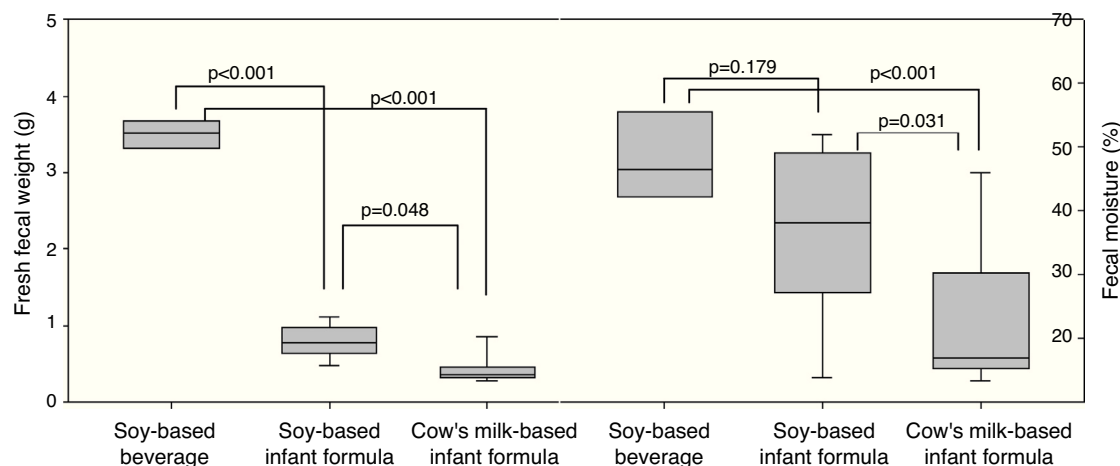 5
4
3
2
1
0
Fresh fecal weight (g)
p<0.001
p<0.001
p=0.048
p=0.179
p<0.001
p=0.031
70
60
50
40
30
20
Fecal moisture (%)
Soy-based
beverage
Soy-based
infant formula
Cow's milk-based
infant formula
Soy-based
beverage
Soy-based
infant formula
Cow's milk-based
infant formula